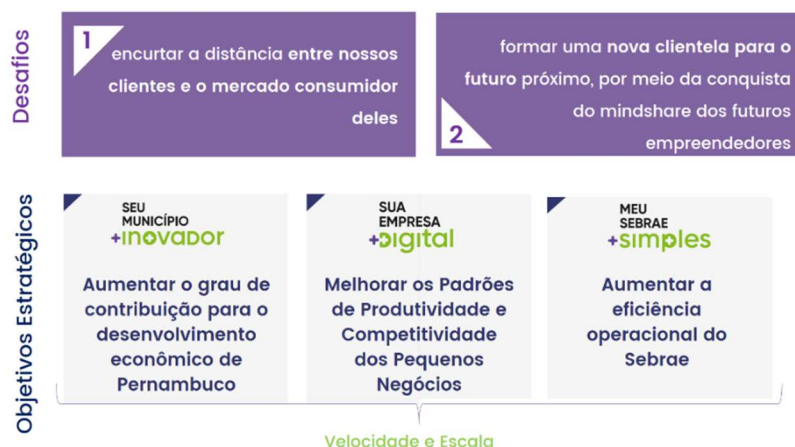 Desafios
1
encurtar a distância entre nossos
clientes e o mercado consumidor
deles
formar uma nova clientela para o
futuro próximo, por meio da conquista
do mindshare dos futuros
empreendedores
2
Objetivos Estratégicos
SEU
MUNICÍPIO
+inovador
Aumentar o grau de
contribuição para o
desenvolvimento
econômico de
Pernambuco
SUA
EMPRESA
+Digital
Melhorar os Padrões
de Produtividade e
Competitividade
dos Pequenos
Negócios
MEU
SEBRAE
+simples
Aumentar a
eficiência
operacional do
Sebrae
Velocidade e Escala